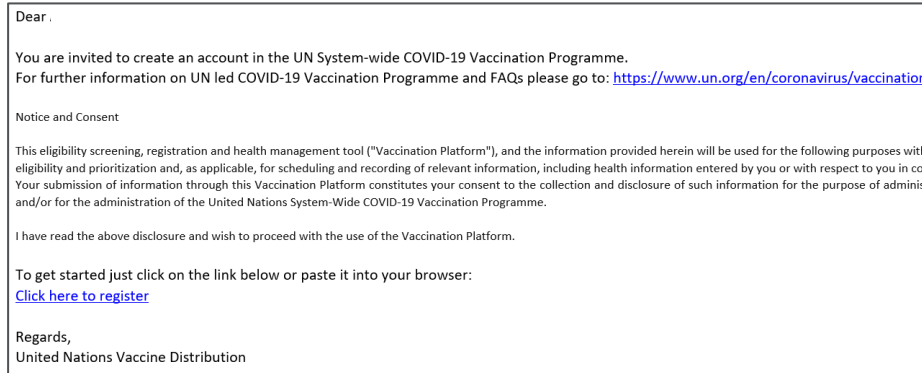 Dear .
You are invited to create an account in the UN System-wide COVID-19 Vaccination Programme.
For further information on UN led COVID-19 Vaccination Programme and FAQs please go to: https://www.un.org/en/coronavirus/vaccination
Notice and Consent
This eligibility screening, registration and health management tool ("Vaccination Platform"), and the information provided herein will be used for the following purposes with
eligibility and prioritization and, as applicable, for scheduling and recording of relevant information, including health information entered by you or with respect to you in co
Your submission of information through this Vaccination Platform constitutes your consent to the collection and disclosure of such information for the purpose of adminis
and/or for the administration of the United Nations System-Wide COVID-19 Vaccination Programme.
I have read the above disclosure and wish to proceed with the use of the Vaccination Platform.
To get started just click on the link below or paste it into your browser:
Click here to register
Regards,
United Nations Vaccine Distribution